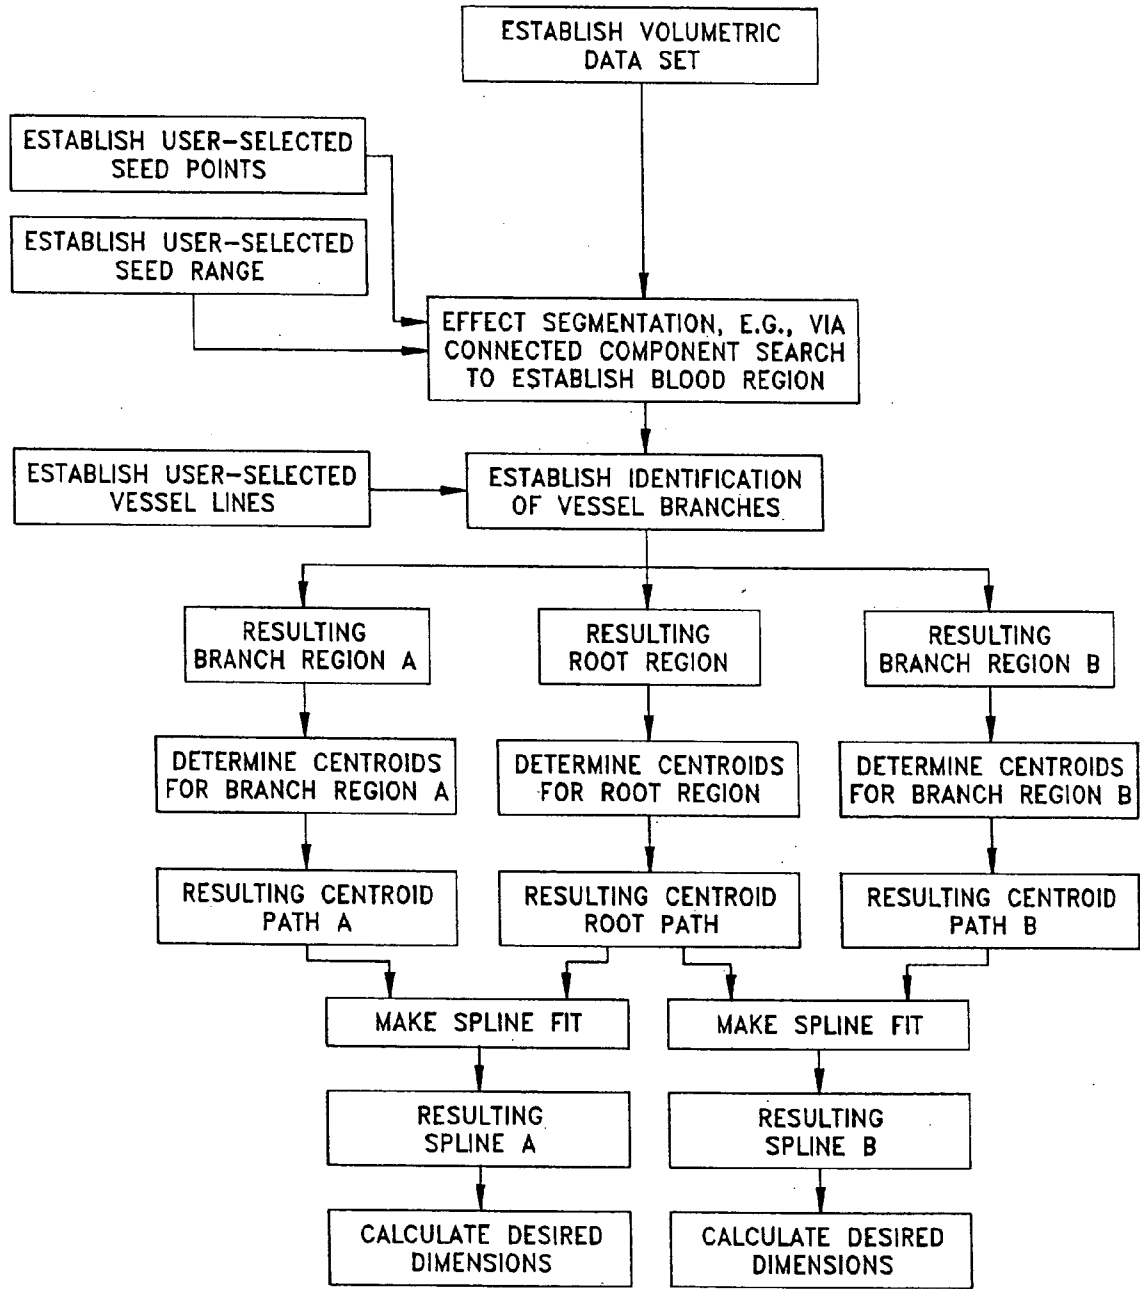 ESTABLISH VOLUMETRIC
DATA SET
ESTABLISH USER-SELECTED
SEED POINTS
ESTABLISH USER-SELECTED
SEED RANGE
EFFECT SEGMENTATION, E.G., VIA
CONNECTED COMPONENT SEARCH
TO ESTABLISH BLOOD REGION
ESTABLISH USER-SELECTED
VESSEL LINES
ESTABLISH IDENTIFICATION
OF VESSEL BRANCHES
RESULTING
BRANCH REGION A
RESULTING
ROOT REGION
RESULTING
BRANCH REGION B
DETERMINE CENTROIDS
FOR BRANCH REGION A
DETERMINE CENTROIDS
FOR ROOT REGION
DETERMINE CENTROIDS
FOR BRANCH REGION B
RESULTING CENTROID
PATH A
RESULTING CENTROID
ROOT PATH
RESULTING CENTROID
PATH B
MAKE SPLINE FIT
MAKE SPLINE FIT
RESULTING
SPLINE A
RESULTING
SPLINE B
CALCULATE DESIRED
DIMENSIONS
CALCULATE DESIRED
DIMENSIONS